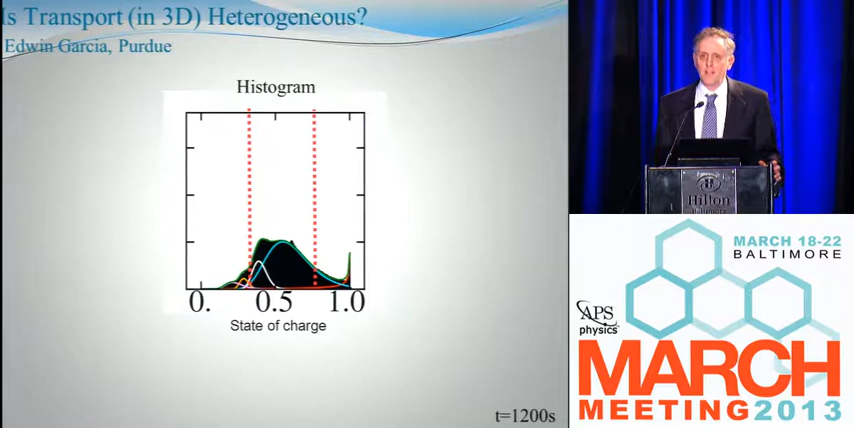 Is Transport (in 3D) Heterogeneous?
Edwin Garcia, Purdue
Histogram
0. 0.5 1.0
State of charge
t=1200s
Hilton
Baltimore
MARCH 18-22
BALTIMORE
APS
physics
MARCH
MEETING2013